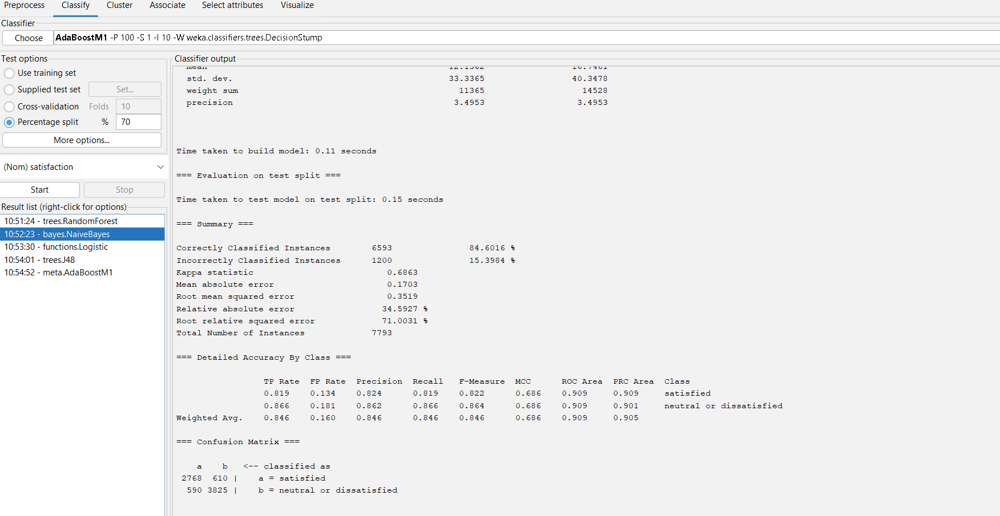 Preprocess Classify Cluster Associate Select attributes Visualize
Classifier
Choose AdaBoostM1 -P 100 -S 1 -I 10 -W weka.classifiers.trees.DecisionStump
Test options
Use training set
Supplied test set Set...
Cross-validation Folds 10
Percentage split % 70
More options...
(Nom) satisfaction
Start Stop
Result list (right-click for options)
10:51:24 - trees.RandomForest
10:52:23 - bayes.NaiveBayes
10:53:30 - functions.Logistic
10:54:01 - trees.J48
10:54:52 - meta.AdaBoostM1
Classifier output
mean 12.1362 16.7461
std. dev. 33.3365 40.3478
weight sum 11365 14528
precision 3.4953 3.4953
Time taken to build model: 0.11 seconds
=== Evaluation on test split ===
Time taken to test model on test split: 0.15 seconds
=== Summary ===
Correctly Classified Instances 6593 84.6016 %
Incorrectly Classified Instances 1200 15.3984 %
Kappa statistic 0.6863
Mean absolute error 0.1703
Root mean squared error 0.3519
Relative absolute error 34.5927 %
Root relative squared error 71.0031 %
Total Number of Instances 7793
=== Detailed Accuracy By Class ===
TP Rate FP Rate Precision Recall F-Measure MCC ROC Area PRC Area Class
0.819 0.134 0.824 0.819 0.822 0.686 0.909 0.909 satisfied
0.866 0.181 0.862 0.866 0.864 0.686 0.909 0.901 neutral or dissatisfied
Weighted Avg. 0.846 0.160 0.846 0.846 0.846 0.686 0.909 0.905
=== Confusion Matrix ===
a b <-- classified as
2768 610 | a = satisfied
590 3825 | b = neutral or dissatisfied